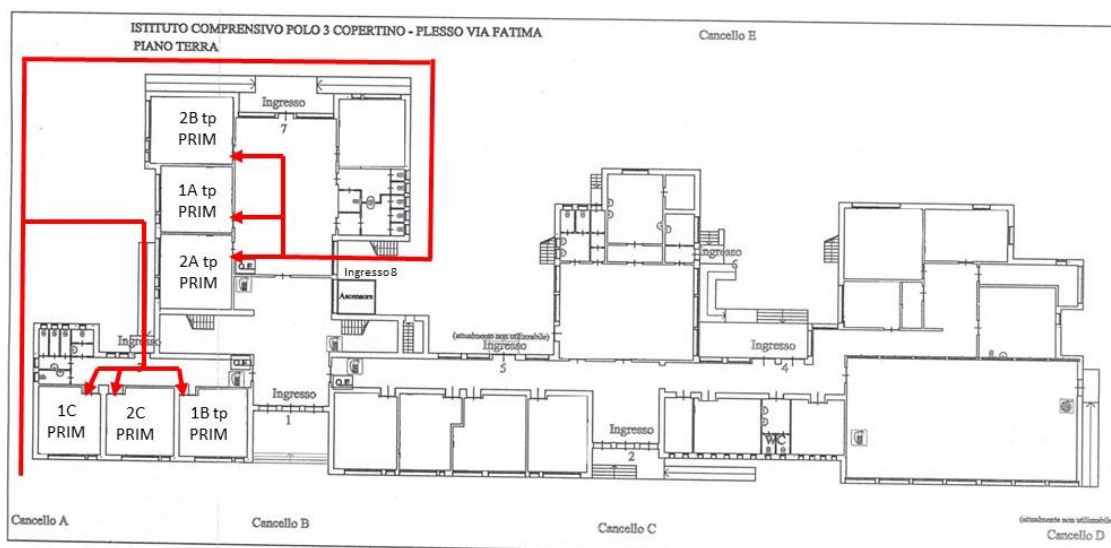 ISTITUTO COMPRENSIVO POLO 3 COPERTINO - PLESSO VIA FATIMA
PIANO TERRA
Cancello E
2B tp
PRIM
Ingresso
7
1A tp
PRIM
2A tp
PRIM
Q.E
Ingresso 8
Ascensore
Ingresso
6
Ingresso
(attualmente non utilizzabile)
Ingresso
5
Ingresso
4
Q.E
Q.E
1C
PRIM
2C
PRIM
1B tp
PRIM
Ingresso
1
Ingresso
2
WC
Cancello A
Cancello B
Cancello C
(attualmente non utilizzabile)
Cancello D